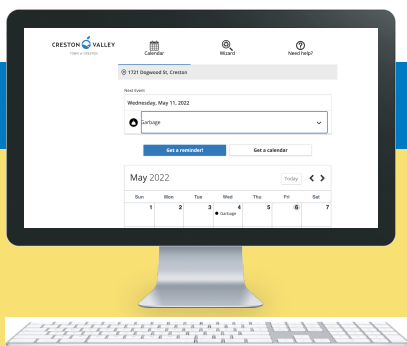 CRESTON VALLEY
TOWN of CRESTON
Calendar
Wizard
Need help?
1721 Dogwood St, Creston
Next Event
Wednesday, May 11, 2022
Garbage
Get a reminder!
Get a calendar
May 2022
Today
Sun Mon Tue Wed Thu Fri Sat
1 2 3 4 5 6 7
Garbage